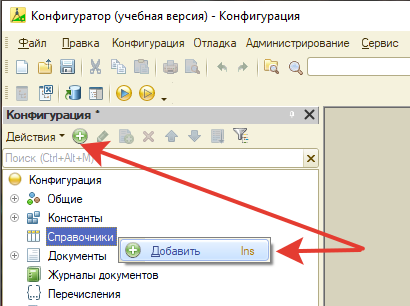 Конфигуратор (учебная версия) - Конфигурация
Файл Правка Конфигурация Отладка Администрирование Сервис
Конфигурация *
Действия
Поиск (Ctrl+Alt+M)
Конфигурация
Общие
Константы
Справочники
Добавить Ins
Документы
Журналы документов
Перечисления